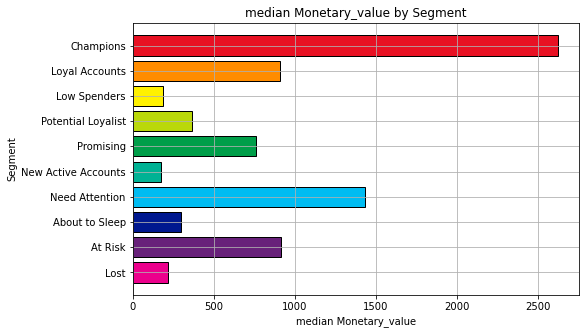 median Monetary_value by Segment
Segment
Champions
Loyal Accounts
Low Spenders
Potential Loyalist
Promising
New Active Accounts
Need Attention
About to Sleep
At Risk
Lost
0 500 1000 1500 2000 2500
median Monetary_value